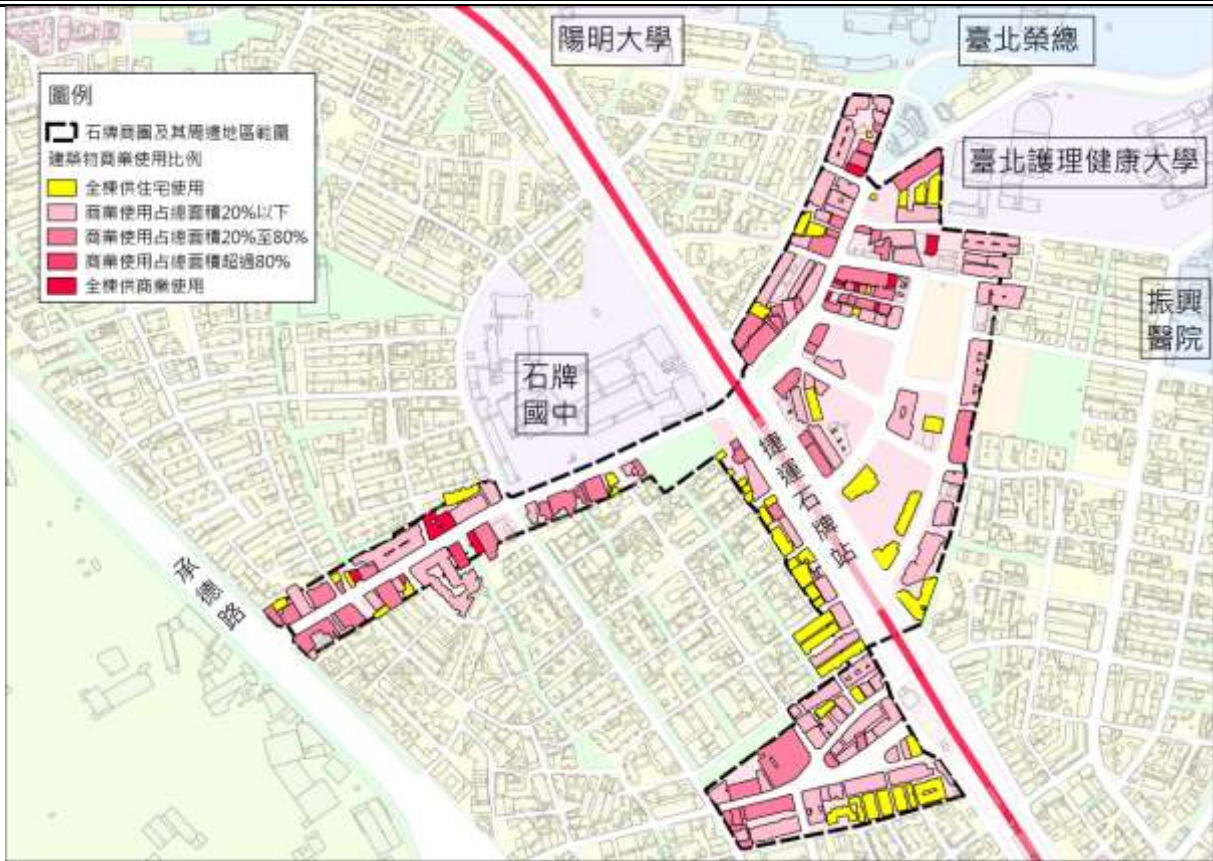 陽明大學
臺北榮總
圖例
石牌商圈及其周邊地區範圍
建築物商業使用比例
全棟供住宅使用
商業使用占總面積20%以下
商業使用占總面積20%至80%
商業使用占總面積超過80%
全棟供商業使用
臺北護理健康大學
振興
醫院
石牌
國中
捷運石牌站
承德路